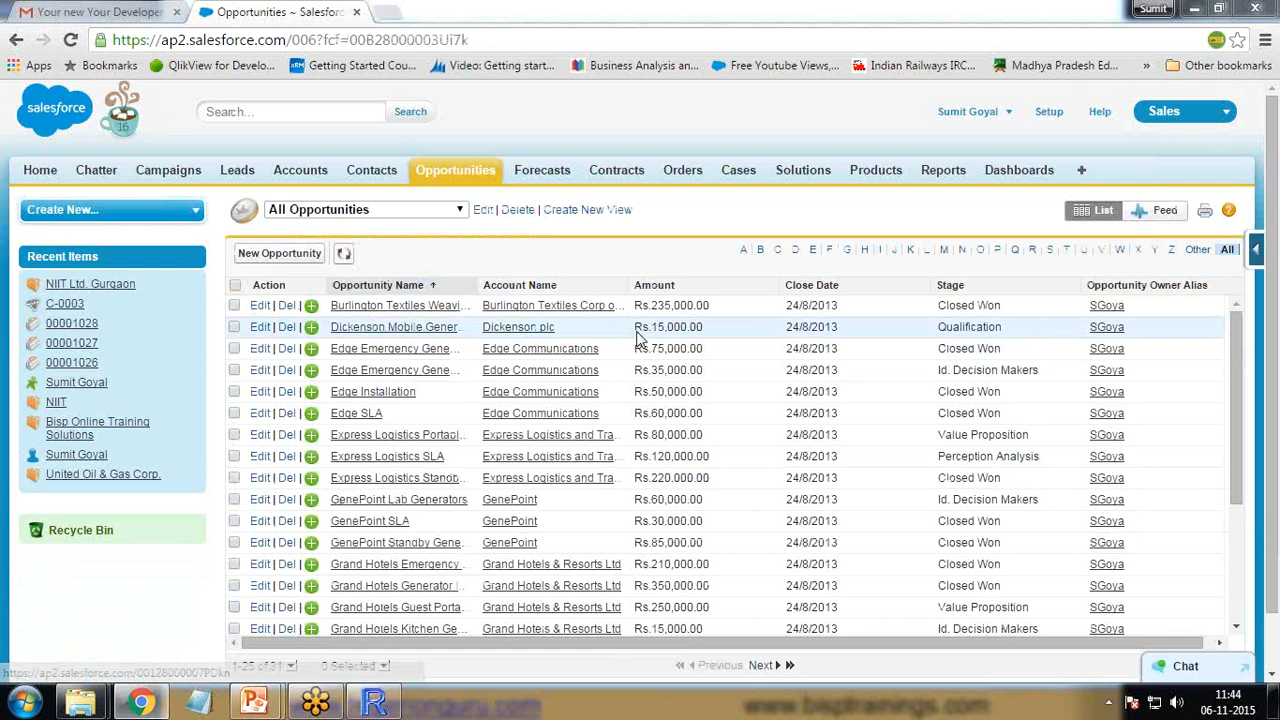 Your new Your Developer
Opportunities ~ Salesforc
Sumit
https://ap2.salesforce.com/006?fcf=00B28000003Ui7k
Apps
Bookmarks
QlikView for Develo...
Getting Started Cou...
Video: Getting start...
Business Analysis an...
Free Youtube Views,...
Indian Railways IRC...
Madhya Pradesh Ed...
»
Other bookmarks
salesforce
16
Search...
Search
Sumit Goyal
Setup
Help
Sales
Home
Chatter
Campaigns
Leads
Accounts
Contacts
Opportunities
Forecasts
Contracts
Orders
Cases
Solutions
Products
Reports
Dashboards
+
Create New...
All Opportunities
Edit | Delete | Create New View
List
Feed
Recent Items
NIIT Ltd. Gurgaon
C-0003
00001028
00001027
00001026
Sumit Goyal
NIIT
Bisp Online Training
Solutions
Sumit Goyal
United Oil & Gas Corp.
Recycle Bin
New Opportunity
A B C D E F G H I J K L M N O P Q R S T U V W X Y Z Other All
Action Opportunity Name Account Name Amount Close Date Stage Opportunity Owner Alias
Edit | Del | Burlington Textiles Weavi... Burlington Textiles Corp o... Rs.235,000.00 24/8/2013 Closed Won SGoya
Edit | Del | Dickenson Mobile Gener... Dickenson plc Rs.15,000.00 24/8/2013 Qualification SGoya
Edit | Del | Edge Emergency Gene... Edge Communications Rs.75,000.00 24/8/2013 Closed Won SGoya
Edit | Del | Edge Emergency Gene... Edge Communications Rs.35,000.00 24/8/2013 Id. Decision Makers SGoya
Edit | Del | Edge Installation Edge Communications Rs.50,000.00 24/8/2013 Closed Won SGoya
Edit | Del | Edge SLA Edge Communications Rs.60,000.00 24/8/2013 Closed Won SGoya
Edit | Del | Express Logistics Portabl... Express Logistics and Tra... Rs.80,000.00 24/8/2013 Value Proposition SGoya
Edit | Del | Express Logistics SLA Express Logistics and Tra... Rs.120,000.00 24/8/2013 Perception Analysis SGoya
Edit | Del | Express Logistics Standb... Express Logistics and Tra... Rs.220,000.00 24/8/2013 Closed Won SGoya
Edit | Del | GenePoint Lab Generators GenePoint Rs.60,000.00 24/8/2013 Id. Decision Makers SGoya
Edit | Del | GenePoint SLA GenePoint Rs.30,000.00 24/8/2013 Closed Won SGoya
Edit | Del | GenePoint Standby Gene... GenePoint Rs.85,000.00 24/8/2013 Closed Won SGoya
Edit | Del | Grand Hotels Emergency ... Grand Hotels & Resorts Ltd Rs.210,000.00 24/8/2013 Closed Won SGoya
Edit | Del | Grand Hotels Generator I... Grand Hotels & Resorts Ltd Rs.350,000.00 24/8/2013 Closed Won SGoya
Edit | Del | Grand Hotels Guest Porta... Grand Hotels & Resorts Ltd Rs.250,000.00 24/8/2013 Value Proposition SGoya
Edit | Del | Grand Hotels Kitchen Ge... Grand Hotels & Resorts Ltd Rs.15,000.00 24/8/2013 Id. Decision Makers SGoya
1-25 of 31
0 Selected
Previous
Next
Chat
11:44
06-11-2015